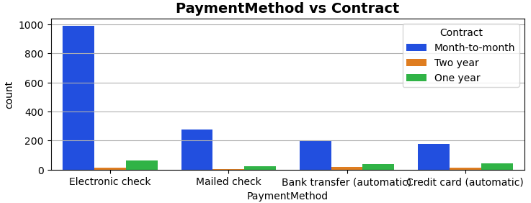 PaymentMethod vs Contract
Contract
Month-to-month
Two year
One year
1000
800
600
400
200
0
count
Electronic check
Mailed check
Bank transfer (automatic)
Credit card (automatic)
PaymentMethod